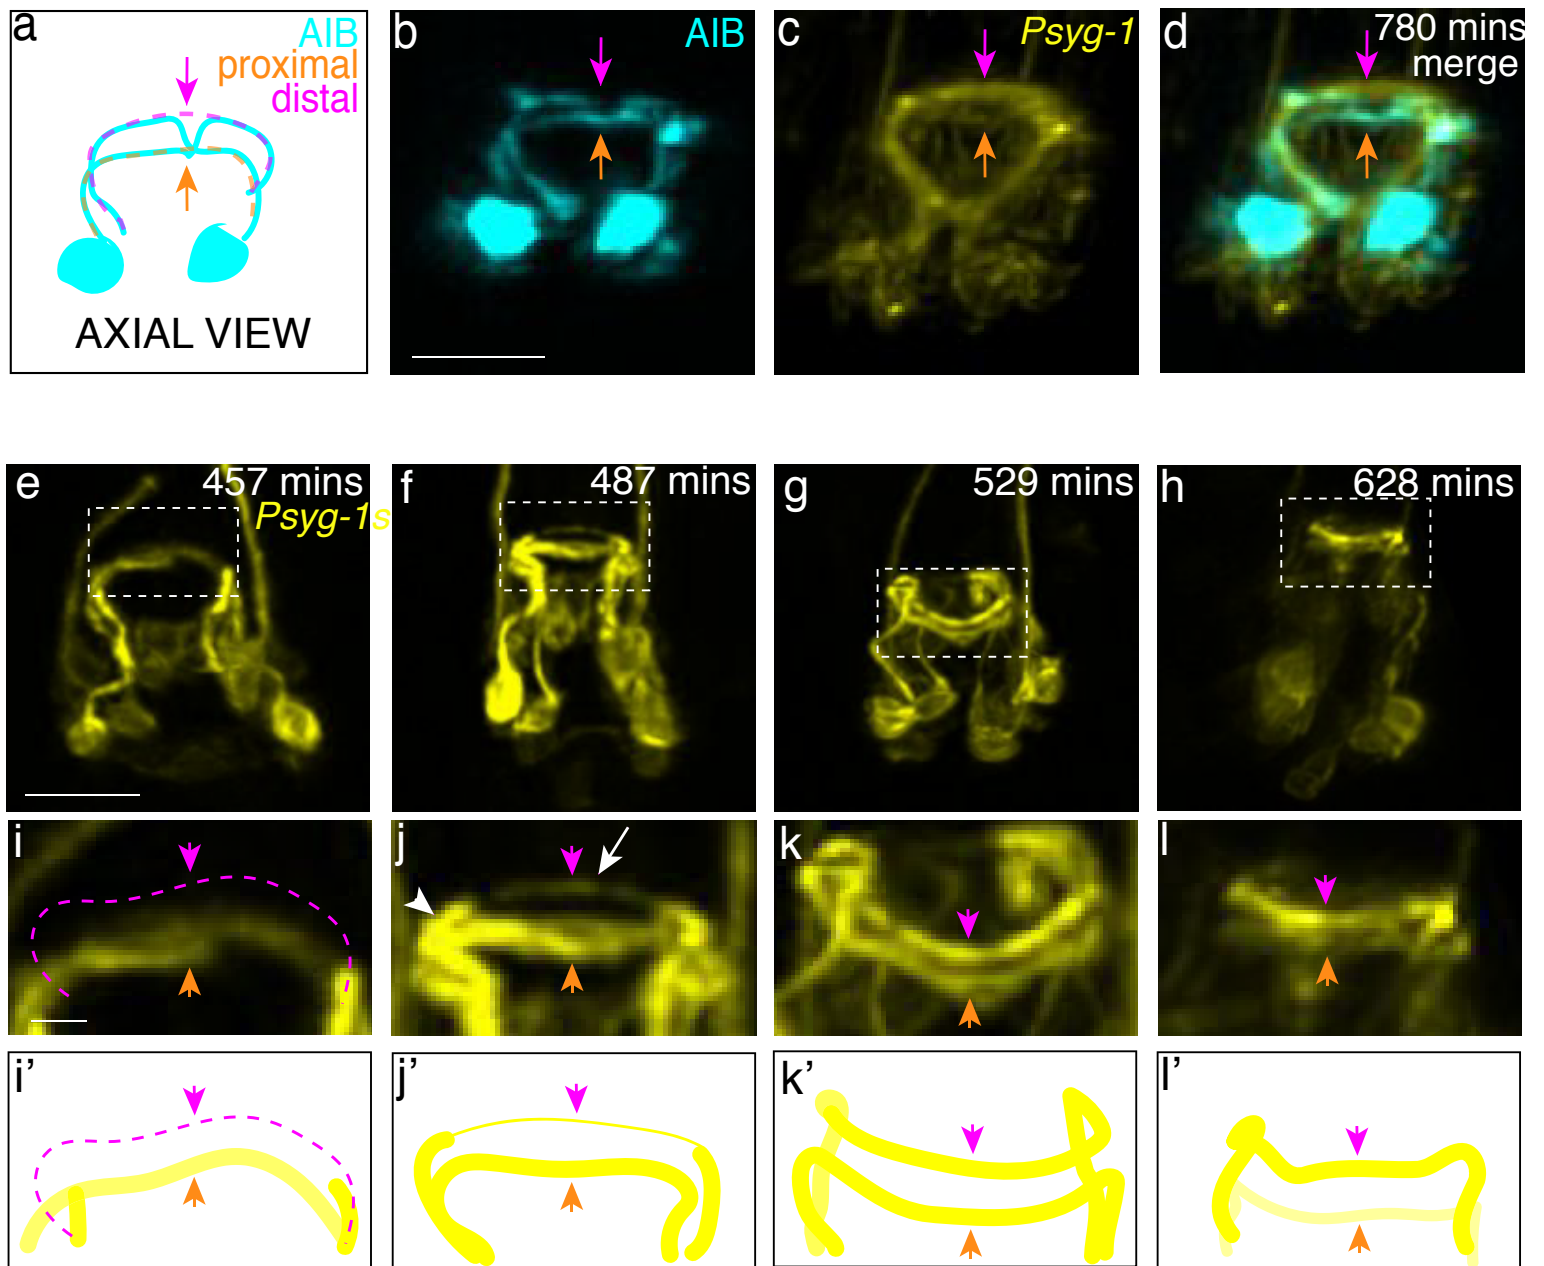 a
AIB
proximal
distal
AXIAL VIEW
b
AIB
c
Psyg-1
d
780 mins
merge
e
457 mins
Psyg-1s
f
487 mins
g
529 mins
h
628 mins
i
j
k
l
i’
j’
k’
l’